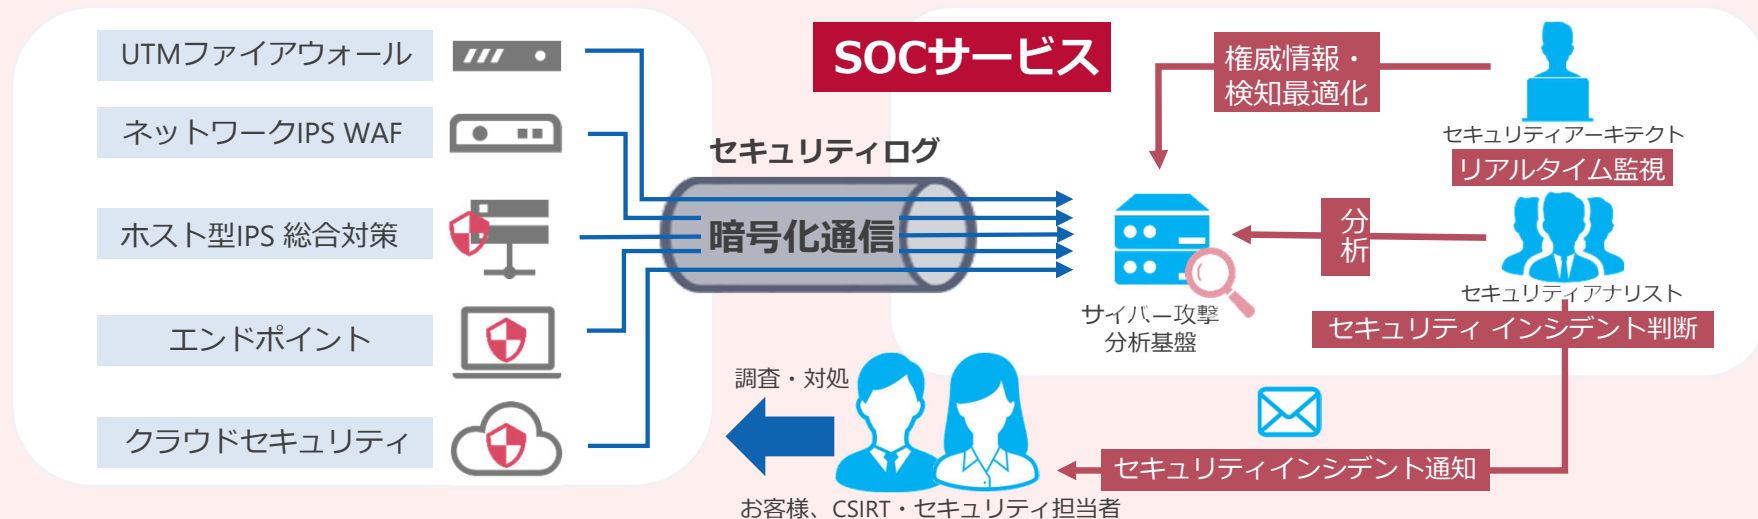 UTMファイアウォール
ネットワークIPS WAF
ホスト型IPS 総合対策
エンドポイント
クラウドセキュリティ
セキュリティログ
暗号化通信
SOCサービス
権威情報・
検知最適化
セキュリティアーキテクト
リアルタイム監視
分
析
セキュリティアナリスト
セキュリティ インシデント判断
サイバー攻撃
分析基盤
調査・対処
セキュリティインシデント通知
お客様、CSIRT・セキュリティ担当者